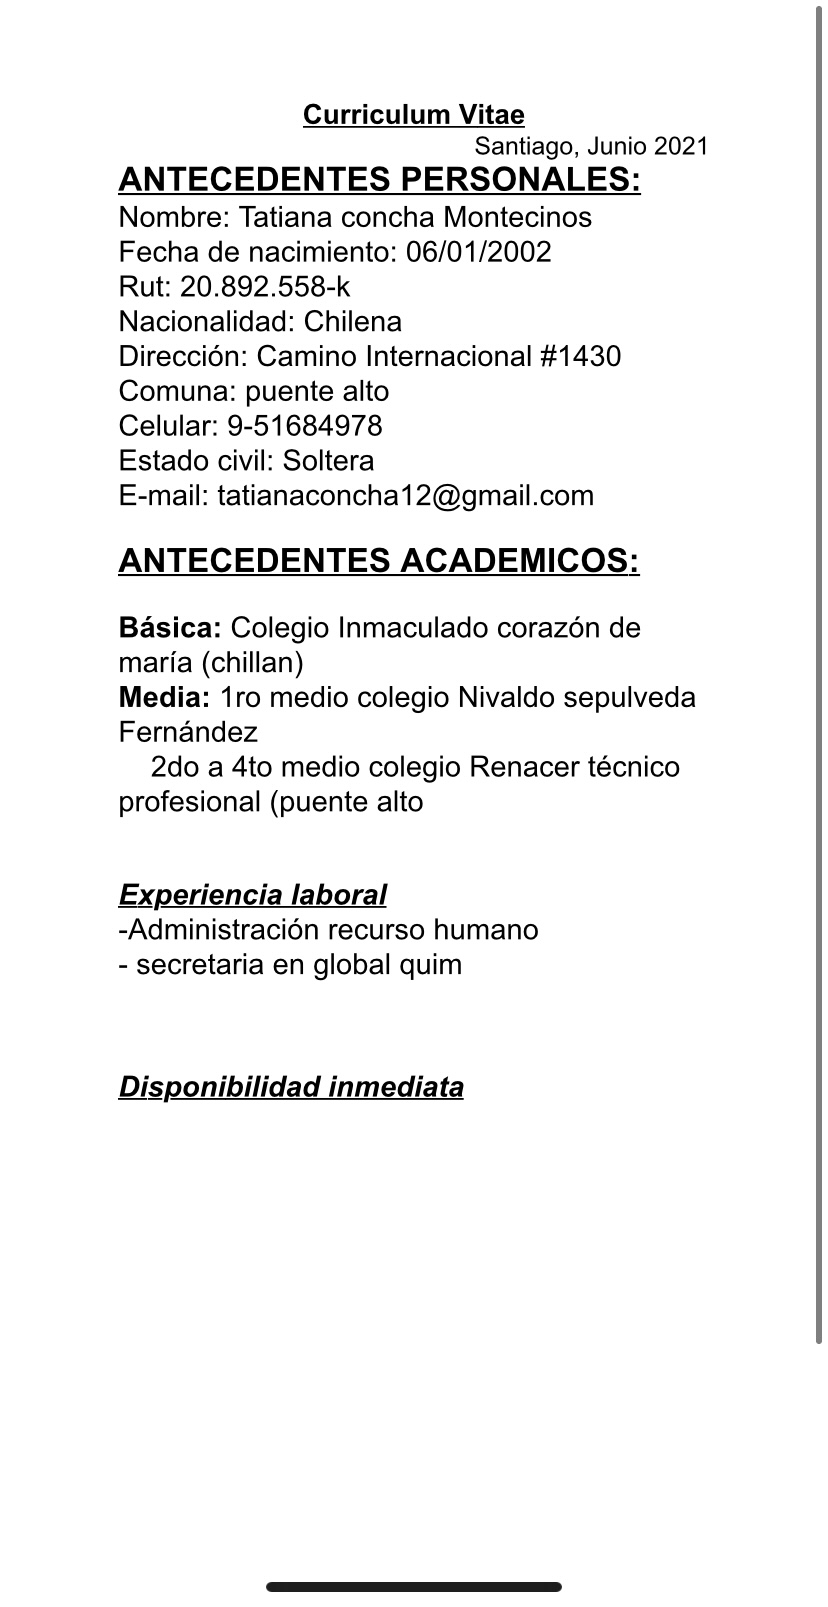 Curriculum Vitae
Santiago, Junio 2021
ANTECEDENTES PERSONALES:
Nombre: Tatiana concha Montecinos
Fecha de nacimiento: 06/01/2002
Rut: 20.892.558-k
Nacionalidad: Chilena
Dirección: Camino Internacional #1430
Comuna: puente alto
Celular: 9-51684978
Estado civil: Soltera
E-mail: tatianaconcha12@gmail.com
ANTECEDENTES ACADEMICOS:
Básica: Colegio Inmaculado corazón de
maría (chillan)
Media: 1ro medio colegio Nivaldo sepulveda
Fernández
2do a 4to medio colegio Renacer técnico
profesional (puente alto
Experiencia laboral
-Administración recurso humano
- secretaria en global quim
Disponibilidad inmediata